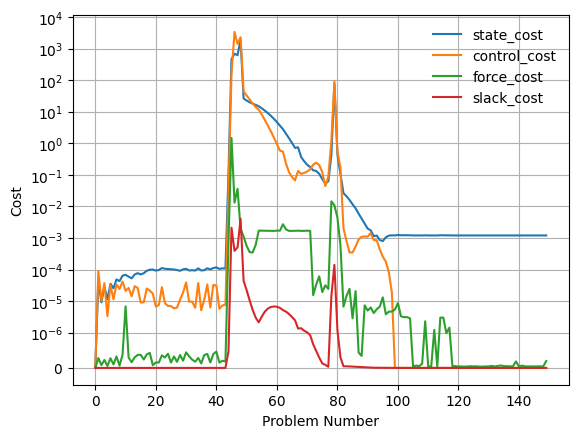 10^4
10^3
10^2
10^1
10^0
10^-1
10^-2
10^-3
10^-4
10^-5
10^-6
0
Cost
state_cost
control_cost
force_cost
slack_cost
0 20 40 60 80 100 120 140
Problem Number